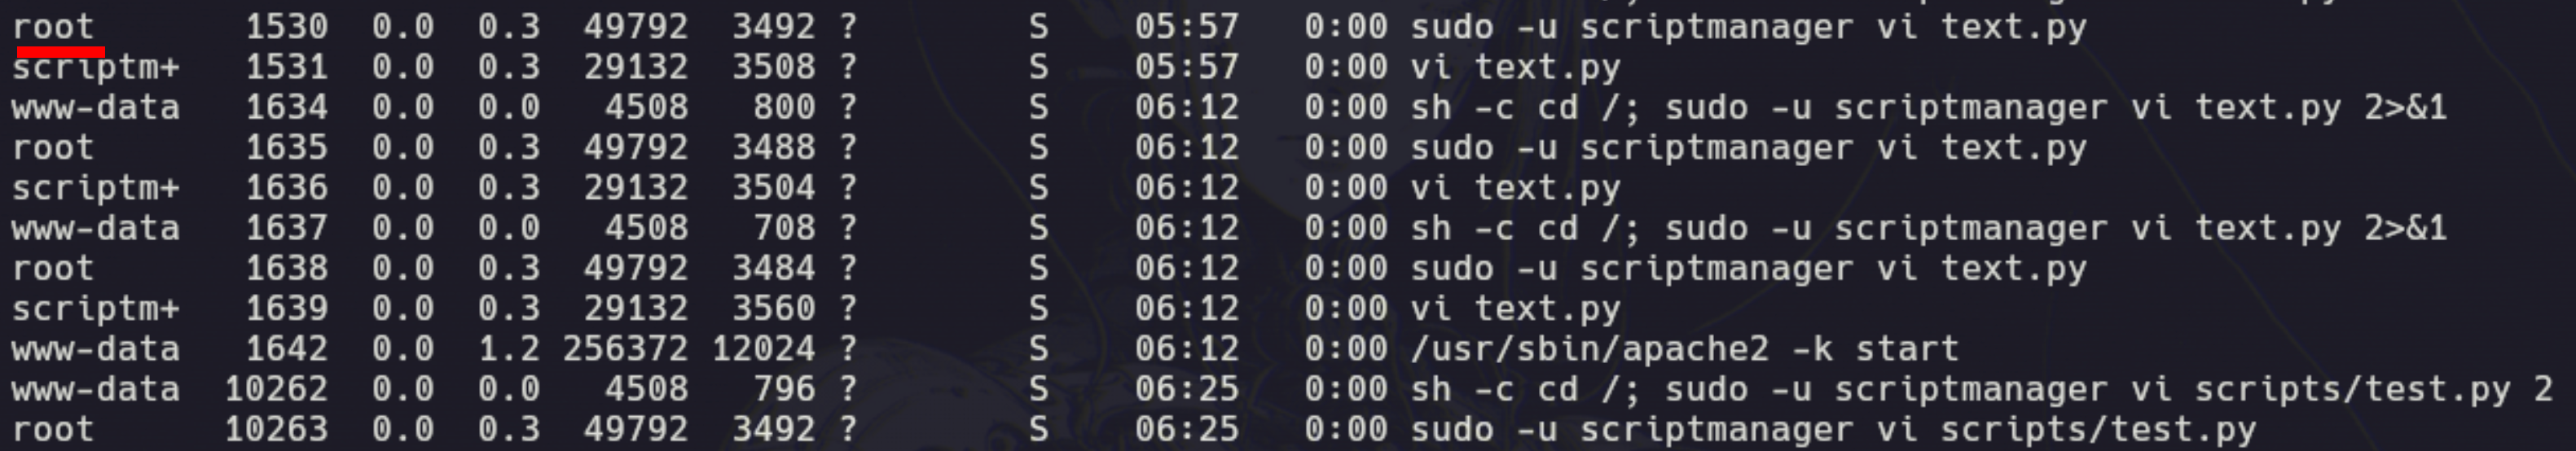 root 1530 0.0 0.3 49792 3492 ? S 05:57 0:00 sudo -u scriptmanager vi text.py
scriptm+ 1531 0.0 0.3 29132 3508 ? S 05:57 0:00 vi text.py
www-data 1634 0.0 0.0 4508 800 ? S 06:12 0:00 sh -c cd /; sudo -u scriptmanager vi text.py 2>&1
root 1635 0.0 0.3 49792 3488 ? S 06:12 0:00 sudo -u scriptmanager vi text.py
scriptm+ 1636 0.0 0.3 29132 3504 ? S 06:12 0:00 vi text.py
www-data 1637 0.0 0.0 4508 708 ? S 06:12 0:00 sh -c cd /; sudo -u scriptmanager vi text.py 2>&1
root 1638 0.0 0.3 49792 3484 ? S 06:12 0:00 sudo -u scriptmanager vi text.py
scriptm+ 1639 0.0 0.3 29132 3560 ? S 06:12 0:00 vi text.py
www-data 1642 0.0 1.2 256372 12024 ? S 06:12 0:00 /usr/sbin/apache2 -k start
www-data 10262 0.0 0.0 4508 796 ? S 06:25 0:00 sh -c cd /; sudo -u scriptmanager vi scripts/test.py 2
root 10263 0.0 0.3 49792 3492 ? S 06:25 0:00 sudo -u scriptmanager vi scripts/test.py